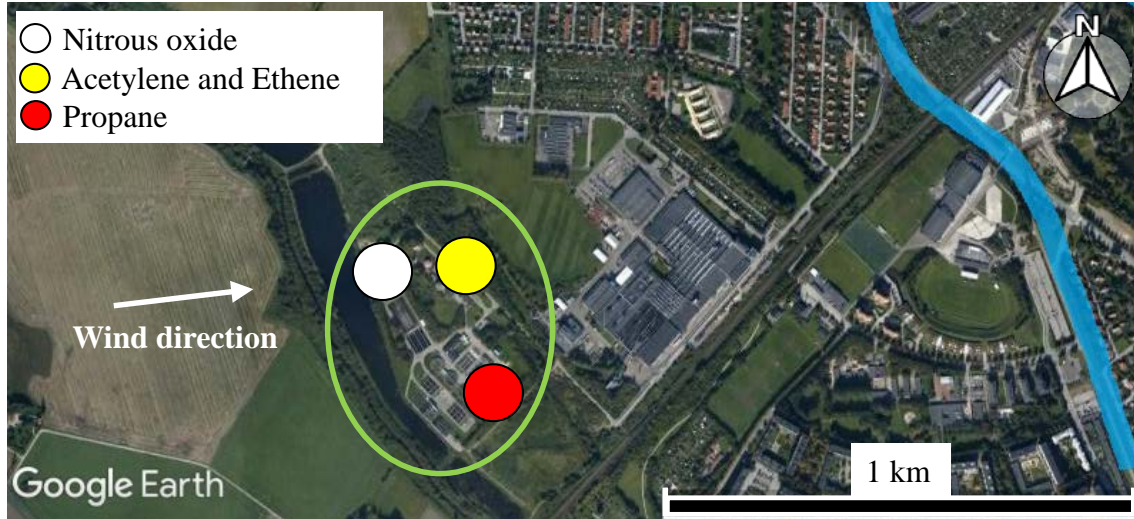 Nitrous oxide
Acetylene and Ethene
Propane
N
Wind direction
1 km
Google Earth